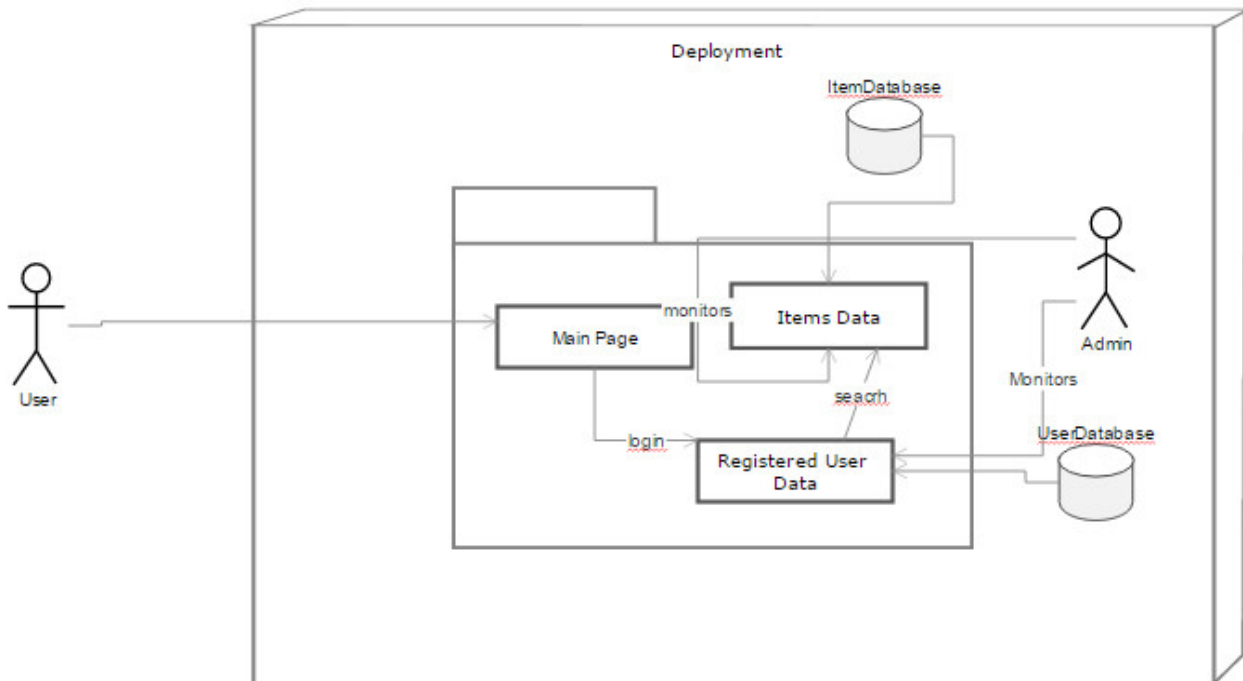 Deployment
ItemDatabase
monitors
Items Data
Main Page
Admin
User
seacrh
Monitors
login
UserDatabase
Registered User
Data